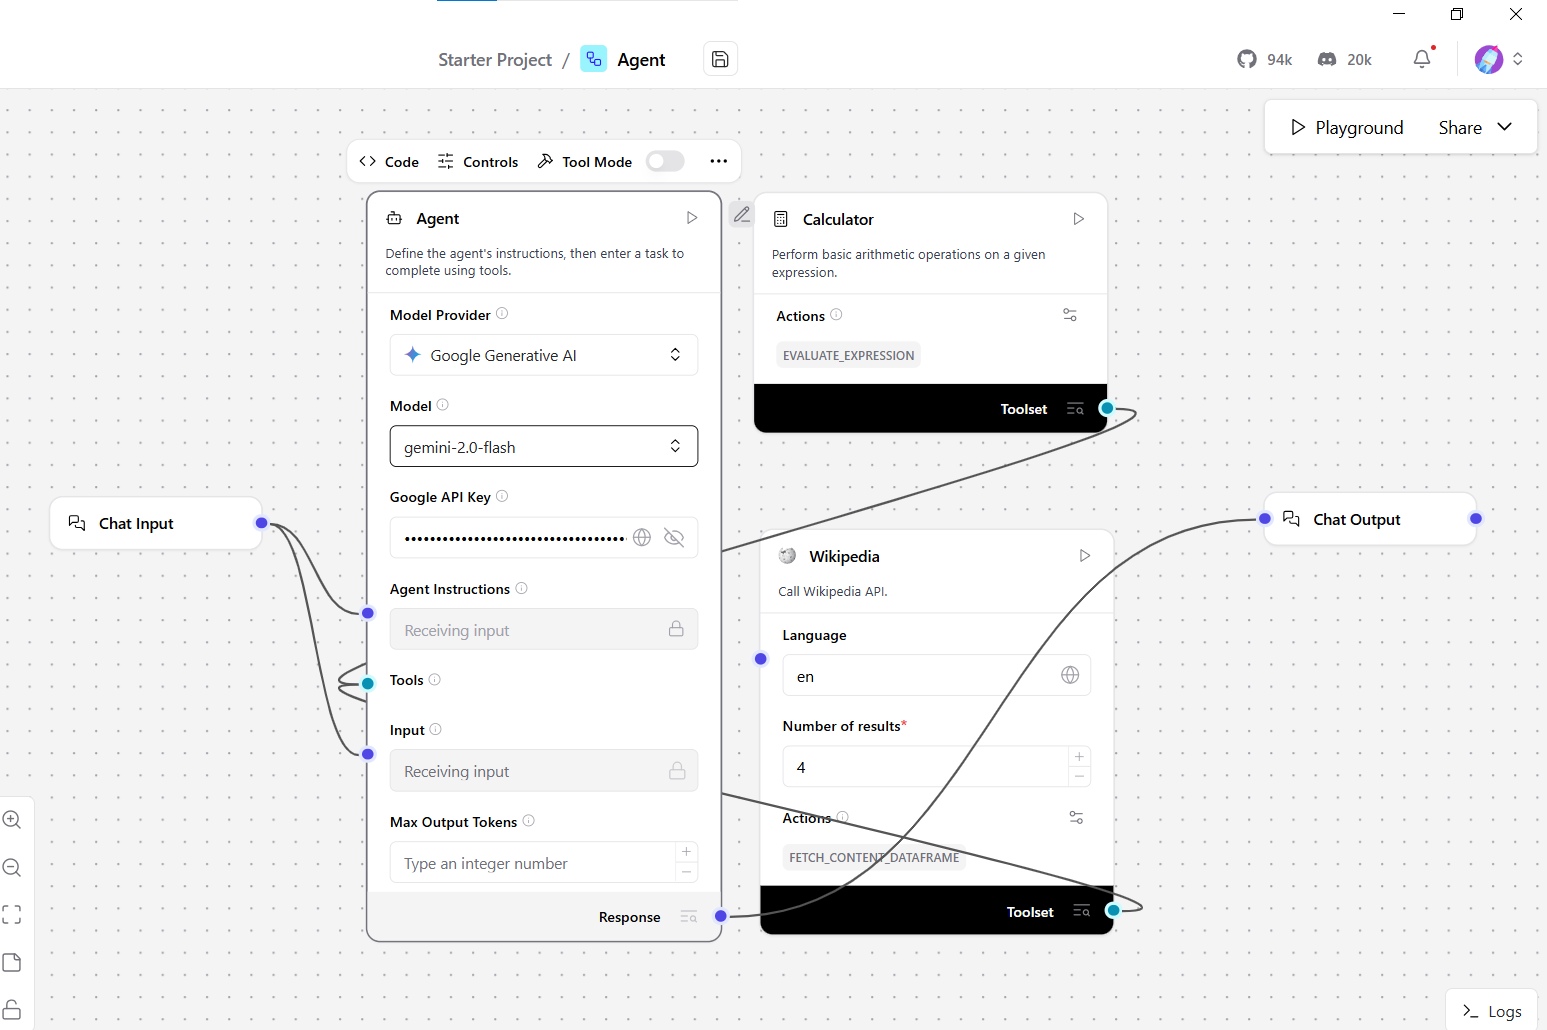 Starter Project / Agent
94k
20k
Playground
Share
Code
Controls
Tool Mode
Agent
Define the agent's instructions, then enter a task to
complete using tools.
Model Provider
Google Generative AI
Model
gemini-2.0-flash
Google API Key
••••••••••••••••••••••••••••••••••••
Agent Instructions
Receiving input
Tools
Input
Receiving input
Max Output Tokens
Type an integer number
Response
Calculator
Perform basic arithmetic operations on a given
expression.
Actions
EVALUATE_EXPRESSION
Toolset
Chat Input
Wikipedia
Call Wikipedia API.
Language
en
Number of results*
4
Actions
FETCH_CONTENT_DATAFRAME
Toolset
Chat Output
Logs